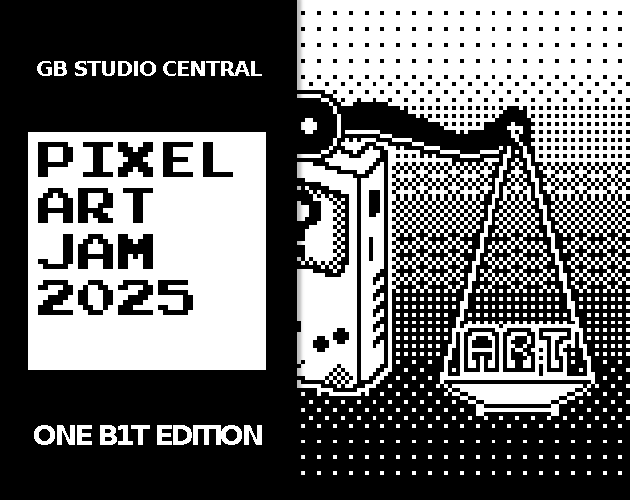 GB STUDIO CENTRAL
PIXEL
ART
JAM
2025
ONE B1T EDITION
ART